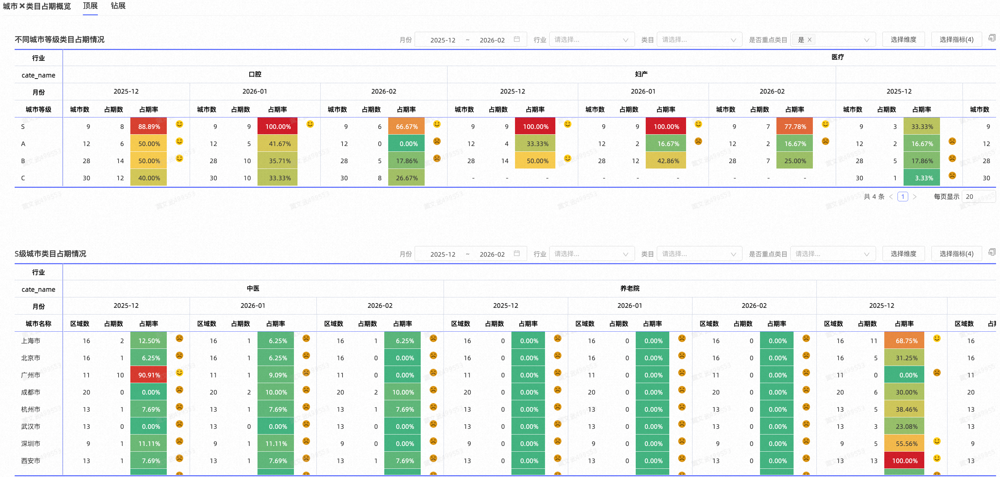 城市✖类目占期概览 顶展 钻展
不同城市等级类目占期情况 月份 2025-12 ~ 2026-02 行业 请选择... 类目 请选择... 是否重点类目 是 X 选择维度 选择指标(4)
行业 医疗
cate_name 口腔 妇产
月份 2025-12 2026-01 2026-02 2025-12 2026-01 2026-02 2025-12
城市等级 城市数 占期数 占期率 城市数 占期数 占期率 城市数 占期数 占期率 城市数 占期数 占期率 城市数 占期数 占期率 城市数 占期数 占期率 城市数 占期数 占期率 城市数
S 9 8 88.89% 9 9 100.00% 9 6 66.67% 9 9 100.00% 9 9 100.00% 9 7 77.78% 9 3 33.33% 9
A 12 6 50.00% 12 5 41.67% 12 0 0.00% 12 4 33.33% 12 2 16.67% 12 2 16.67% 12 2 16.67% 12
B 28 14 50.00% 28 10 35.71% 28 5 17.86% 28 14 50.00% 28 12 42.86% 28 7 25.00% 28 5 17.86% 28
C 30 12 40.00% 30 10 33.33% 30 8 26.67% - - - - - - - - - 30 1 3.33% 30
共 4 条 < 1 > 每页显示 20
S级城市类目占期情况 月份 2025-12 ~ 2026-02 行业 请选择... 类目 请选择... 是否重点类目 请选择... 选择维度 选择指标(4)
行业
cate_name 中医 养老院
月份 2025-12 2026-01 2026-02 2025-12 2026-01 2026-02 2025-12
城市名称 区域数 占期数 占期率 区域数 占期数 占期率 区域数 占期数 占期率 区域数 占期数 占期率 区域数 占期数 占期率 区域数 占期数 占期率 区域数 占期数 占期率 区域数 占
上海市 16 2 12.50% 16 1 6.25% 16 1 6.25% 16 0 0.00% 16 0 0.00% 16 0 0.00% 16 11 68.75% 16
北京市 16 1 6.25% 16 1 6.25% 16 0 0.00% 16 0 0.00% 16 0 0.00% 16 0 0.00% 16 5 31.25% 16
广州市 11 10 90.91% 11 1 9.09% 11 0 0.00% 11 0 0.00% 11 0 0.00% 11 0 0.00% 11 0 0.00% 11
成都市 20 0 0.00% 20 2 10.00% 20 2 10.00% 20 0 0.00% 20 0 0.00% 20 0 0.00% 20 6 30.00% 20
杭州市 13 1 7.69% 13 1 7.69% 13 1 7.69% 13 0 0.00% 13 0 0.00% 13 0 0.00% 13 5 38.46% 13
武汉市 13 0 0.00% 13 0 0.00% 13 0 0.00% 13 0 0.00% 13 0 0.00% 13 0 0.00% 13 3 23.08% 13
深圳市 9 1 11.11% 9 1 11.11% 9 0 0.00% 9 0 0.00% 9 0 0.00% 9 0 0.00% 9 5 55.56% 9
西安市 13 1 7.69% 13 1 7.69% 13 1 7.69% 13 0 0.00% 13 0 0.00% 13 0 0.00% 13 13 100.00% 13